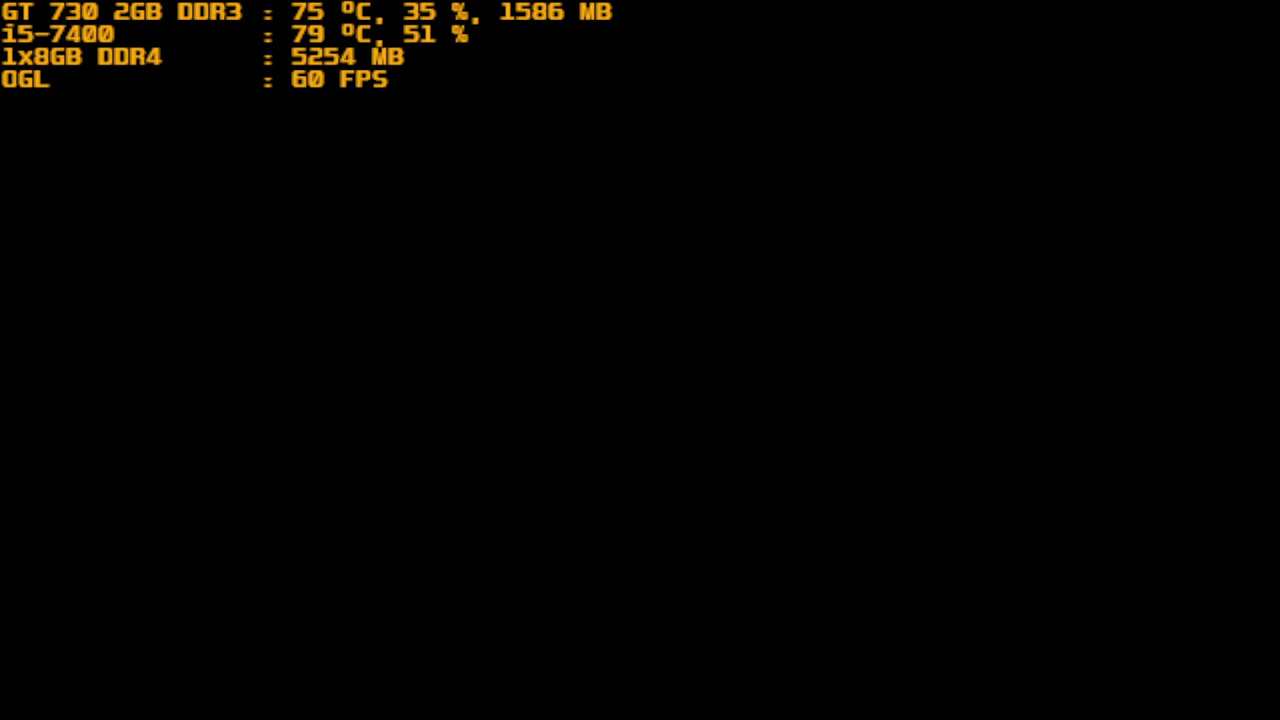 GT 730 2GB DDR3 : 75 ºC, 35 %, 1586 MB
i5-7400 : 79 ºC, 51 %
1x8GB DDR4 : 5254 MB
OGL : 60 FPS